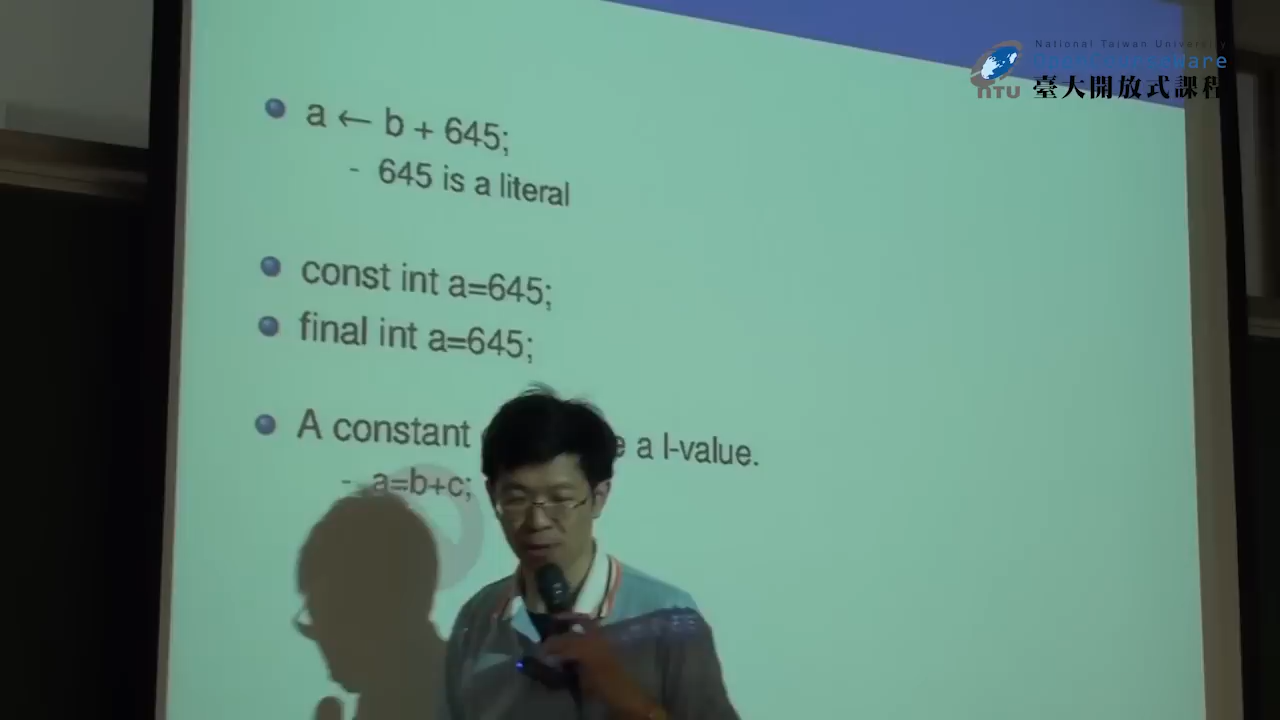 National Taiwan University
OpenCourseWare
NTU 臺大開放式課程
a ← b + 645;
- 645 is a literal
const int a=645;
final int a=645;
A constant a l-value.
- a=b+c;